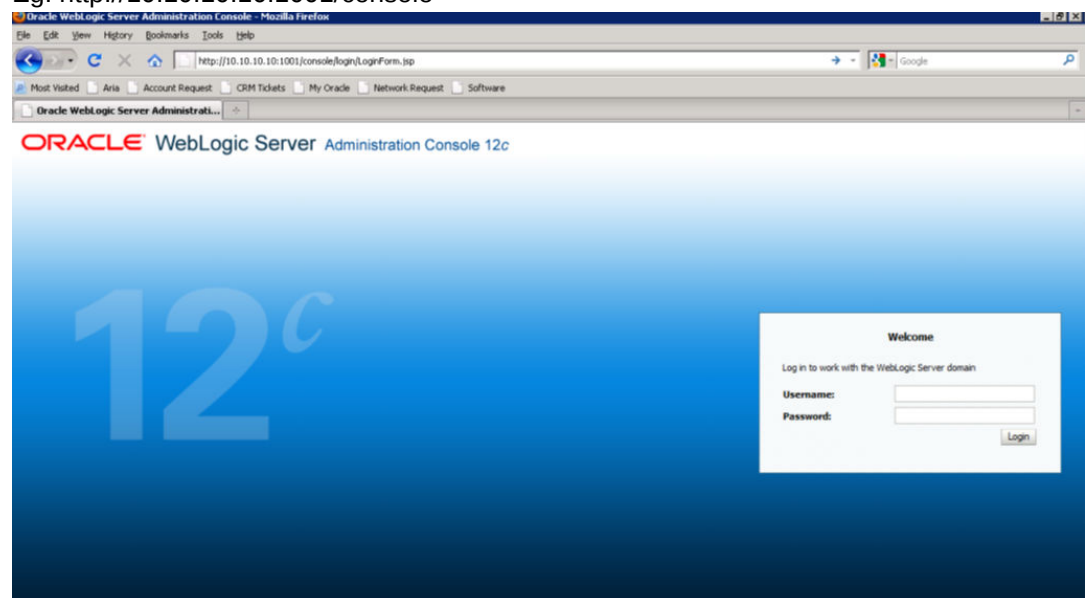 Oracle WebLogic Server Administration Console - Mozilla Firefox
File Edit View History Bookmarks Tools Help
http://10.10.10.10:1001/console/login/LoginForm.jsp
Google
Most Visited Aria Account Request CRM Tickets My Oracle Network Request Software
Oracle WebLogic Server Administrati...
ORACLE WebLogic Server Administration Console 12c
12c
Welcome
Log in to work with the WebLogic Server domain
Username:
Password:
Login